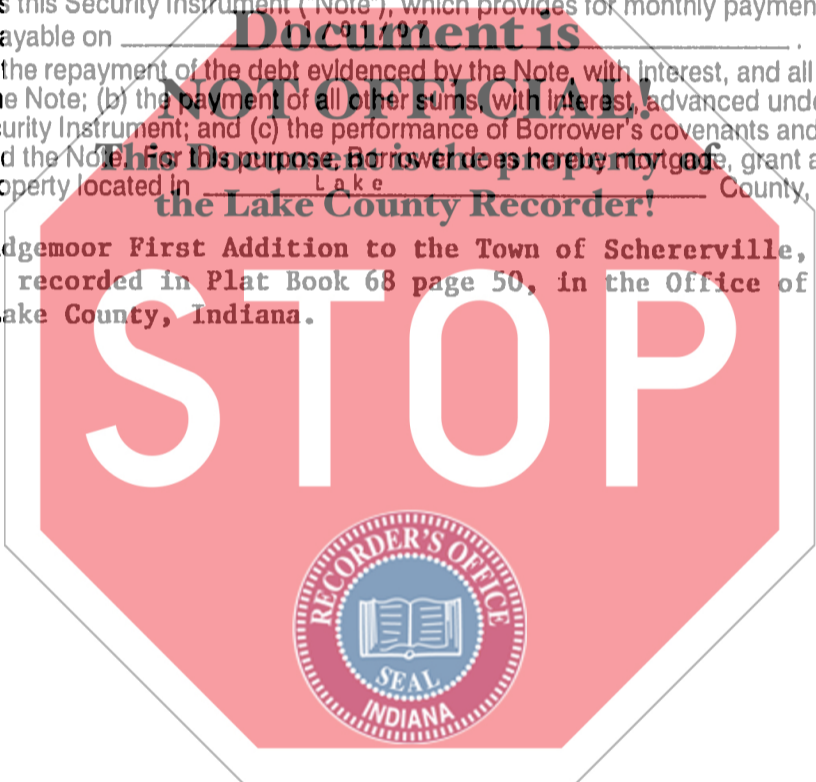 s this Security Instrument ("Note"), which provides for monthly paymen
ayable on 11/01/97 .
Document is
the repayment of the debt evidenced by the Note, with interest, and all
NOT OFFICIAL!
e Note; (b) the payment of all other sums, with interest, advanced und
urity Instrument; and (c) the performance of Borrower's covenants and
This Document is the property of
d the Note. For this purpose, Borrower does hereby mortgage, grant a
operty located in Lake County,
the Lake County Recorder!
dgemoor First Addition to the Town of Schererville,
recorded in Plat Book 68 page 50, in the Office of
ake County, Indiana.
STOP
RECORDER'S OFFICE
SEAL
INDIANA